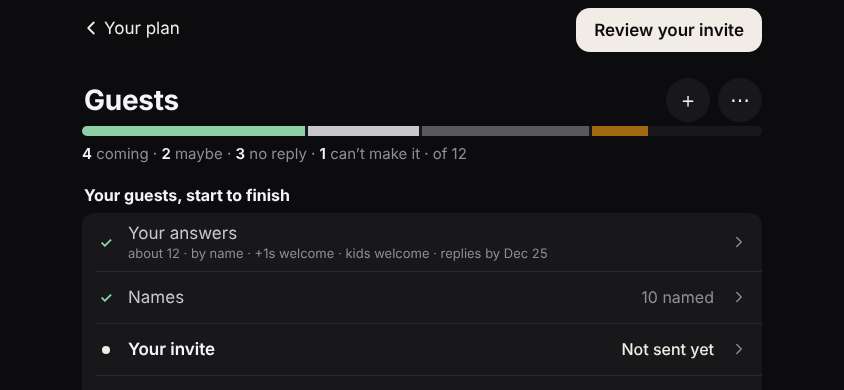 Your plan
Review your invite
Guests
+ ···
4 coming · 2 maybe · 3 no reply · 1 can’t make it · of 12
Your guests, start to finish
Your answers
about 12 · by name · +1s welcome · kids welcome · replies by Dec 25
Names
10 named
Your invite
Not sent yet